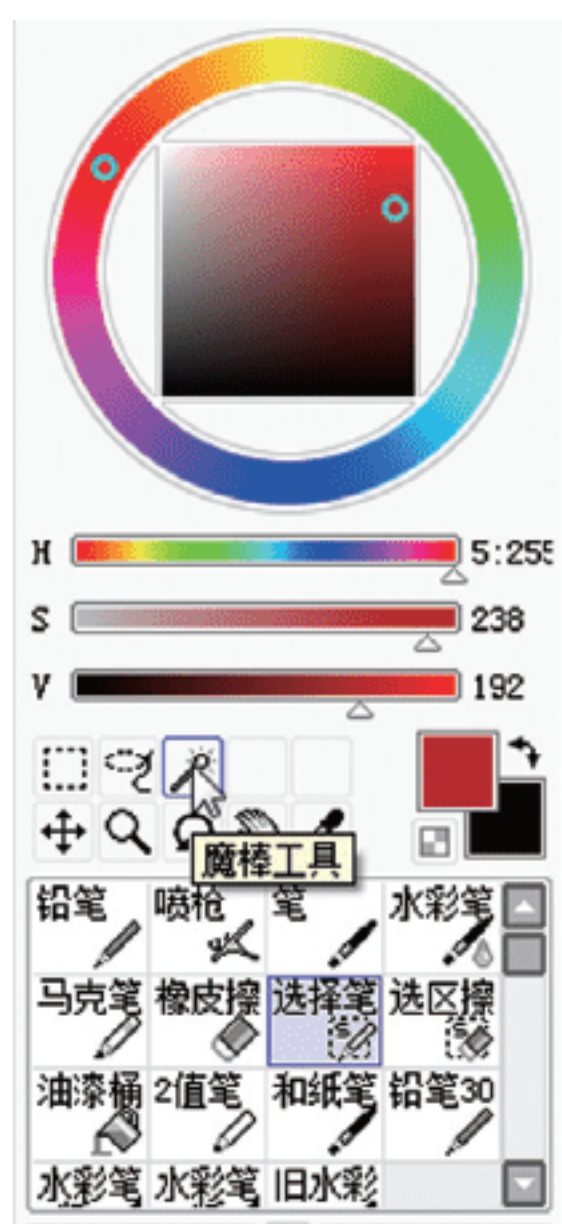 H 5:255
S 238
V 192
魔棒工具
铅笔 喷枪 笔 水彩笔
马克笔 橡皮擦 选择笔 选区擦
油漆桶 2值笔 和纸笔 铅笔30
水彩笔 水彩笔 旧水彩